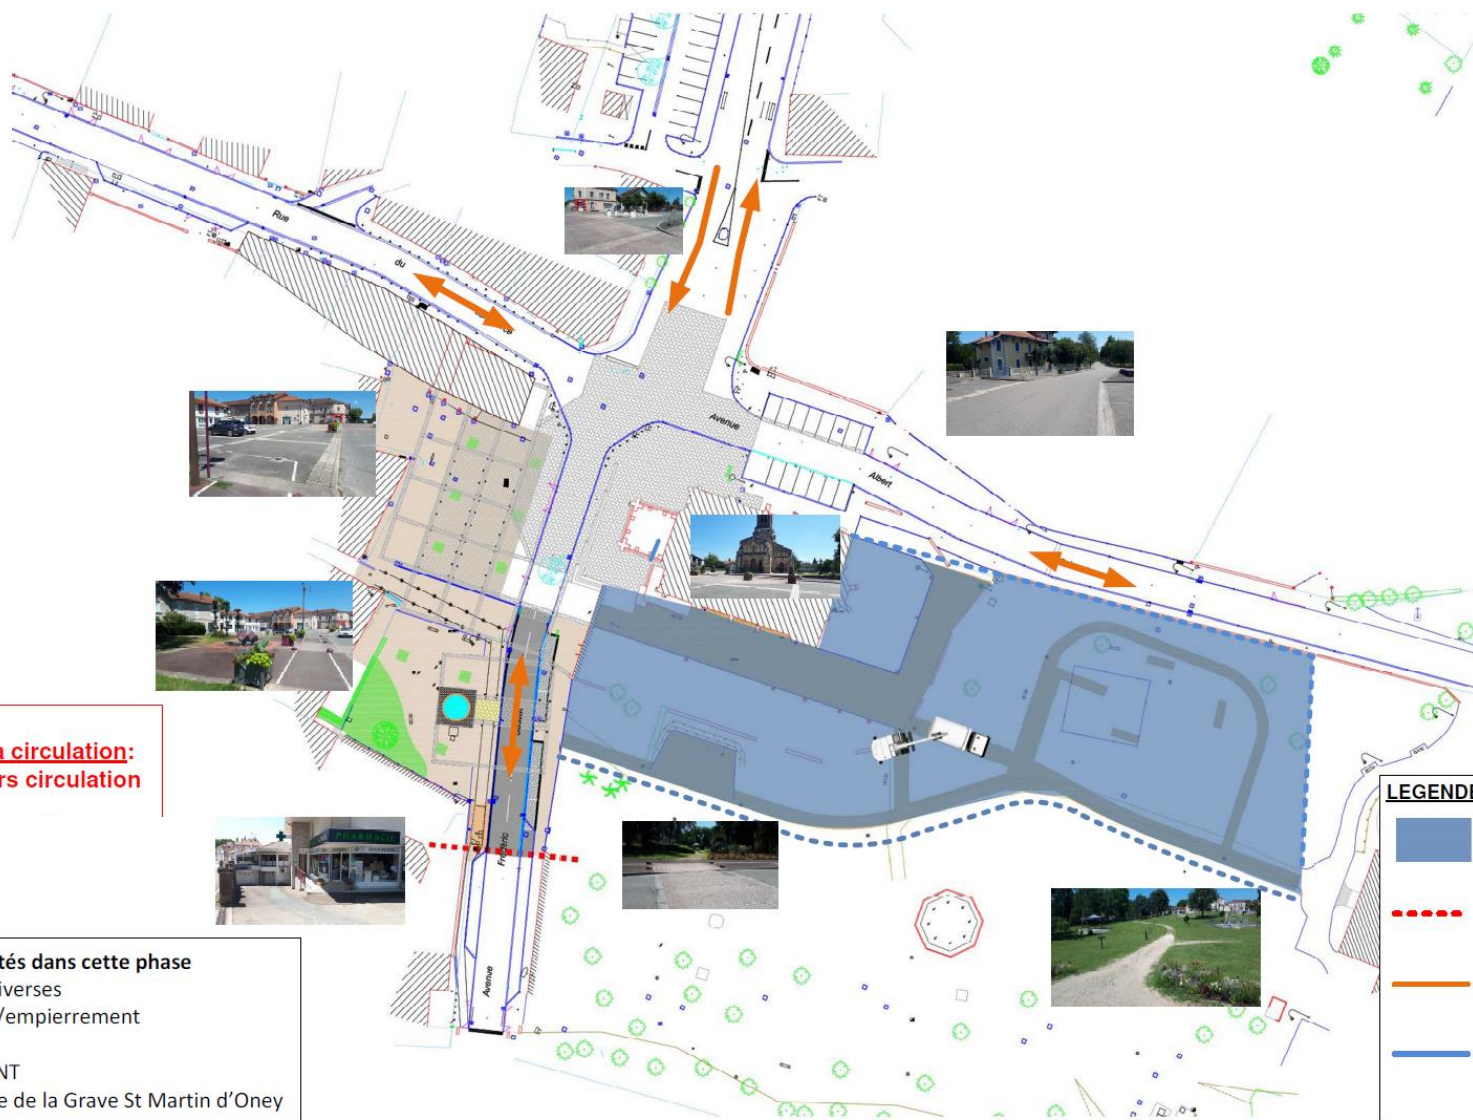 Rue
du
Avenue
Albert
a circulation:
rs circulation
LEGENDE
PHARMACIE
Frédéric
Avenue
tés dans cette phase
iverses
/empierrement
NT
e de la Grave St Martin d'Oney